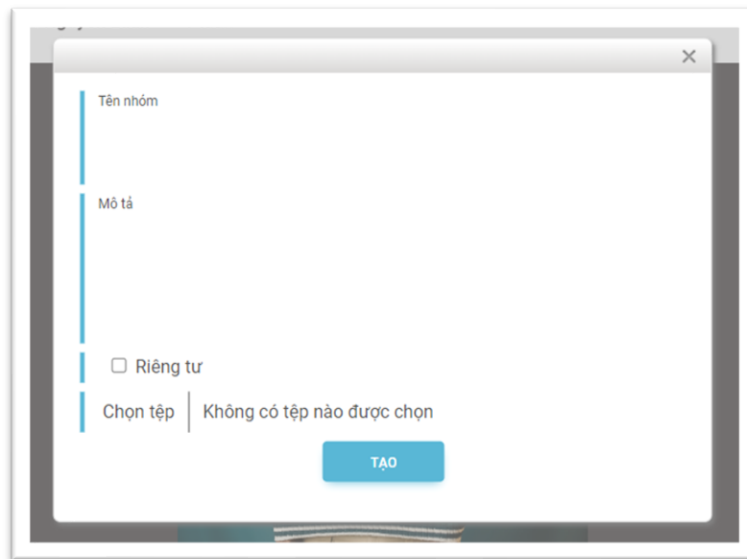 Tên nhóm
Mô tả
Riêng tư
Chọn tệp Không có tệp nào được chọn
TẠO